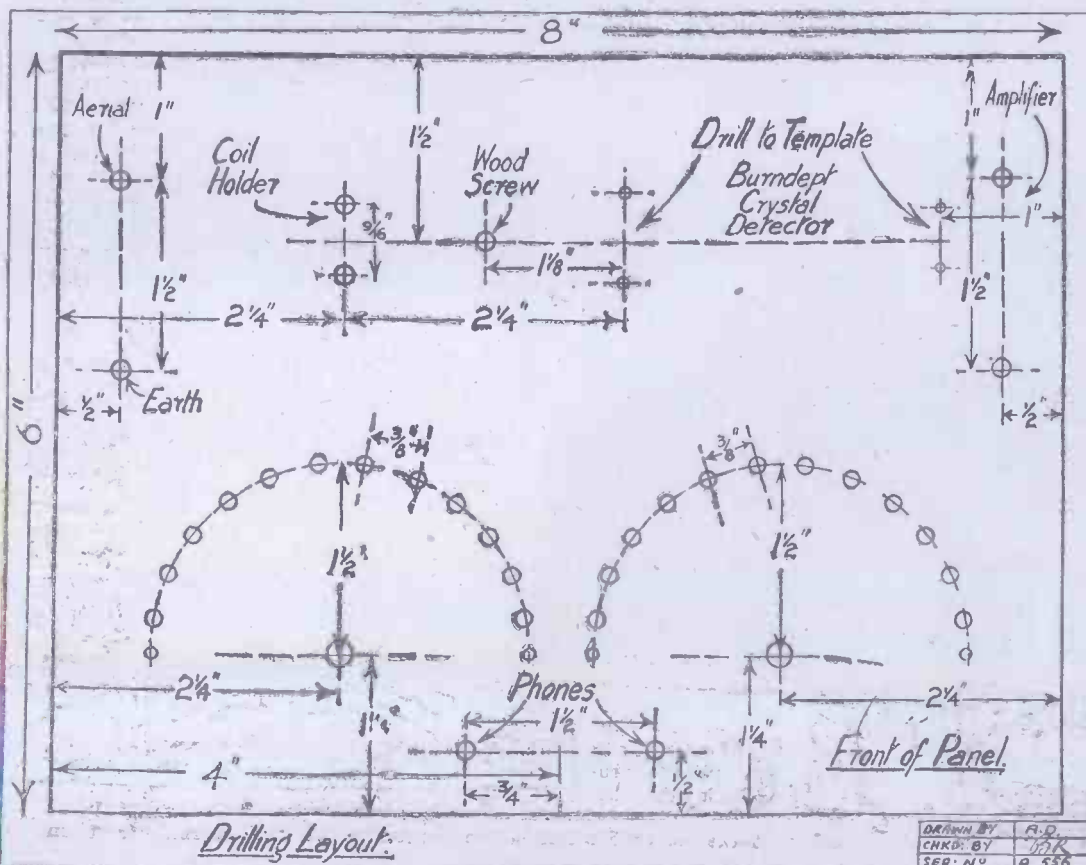 8"
Aerial
1"
Coil
Holder
1½"
Wood
Screw
Drill to Template
Burndept
Crystal
Detector
1"
Amplifier
1"
9/16"
1⅛"
1½"
1½"
2¼"
2¼"
½"
Earth
½"
6"
⅜"
⅜"
1½"
1½"
2¼"
Phones
1½"
2¼"
1¼"
1¼"
Front of Panel.
4"
¾"
½"
Drilling Layout.
DRAWN BY A.D.
CHKD. BY
SER. Nº